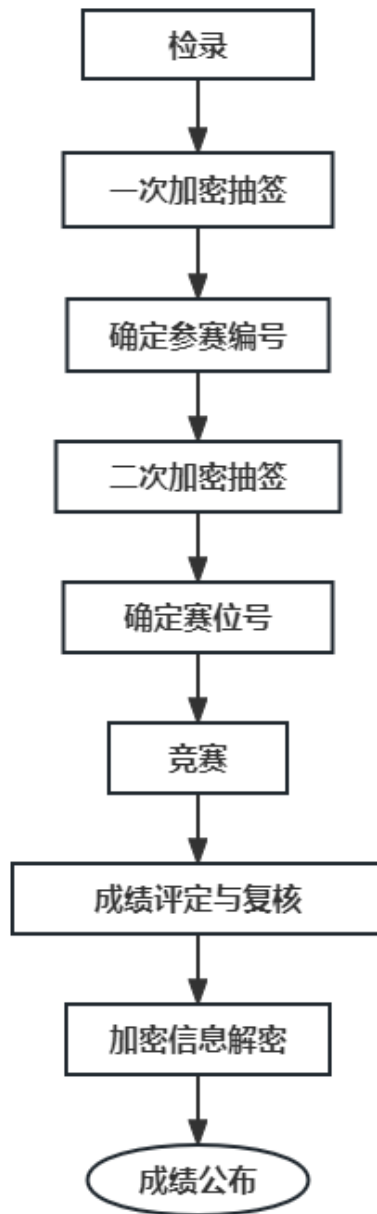 检录
一次加密抽签
确定参赛编号
二次加密抽签
确定赛位号
竞赛
成绩评定与复核
加密信息解密
成绩公布